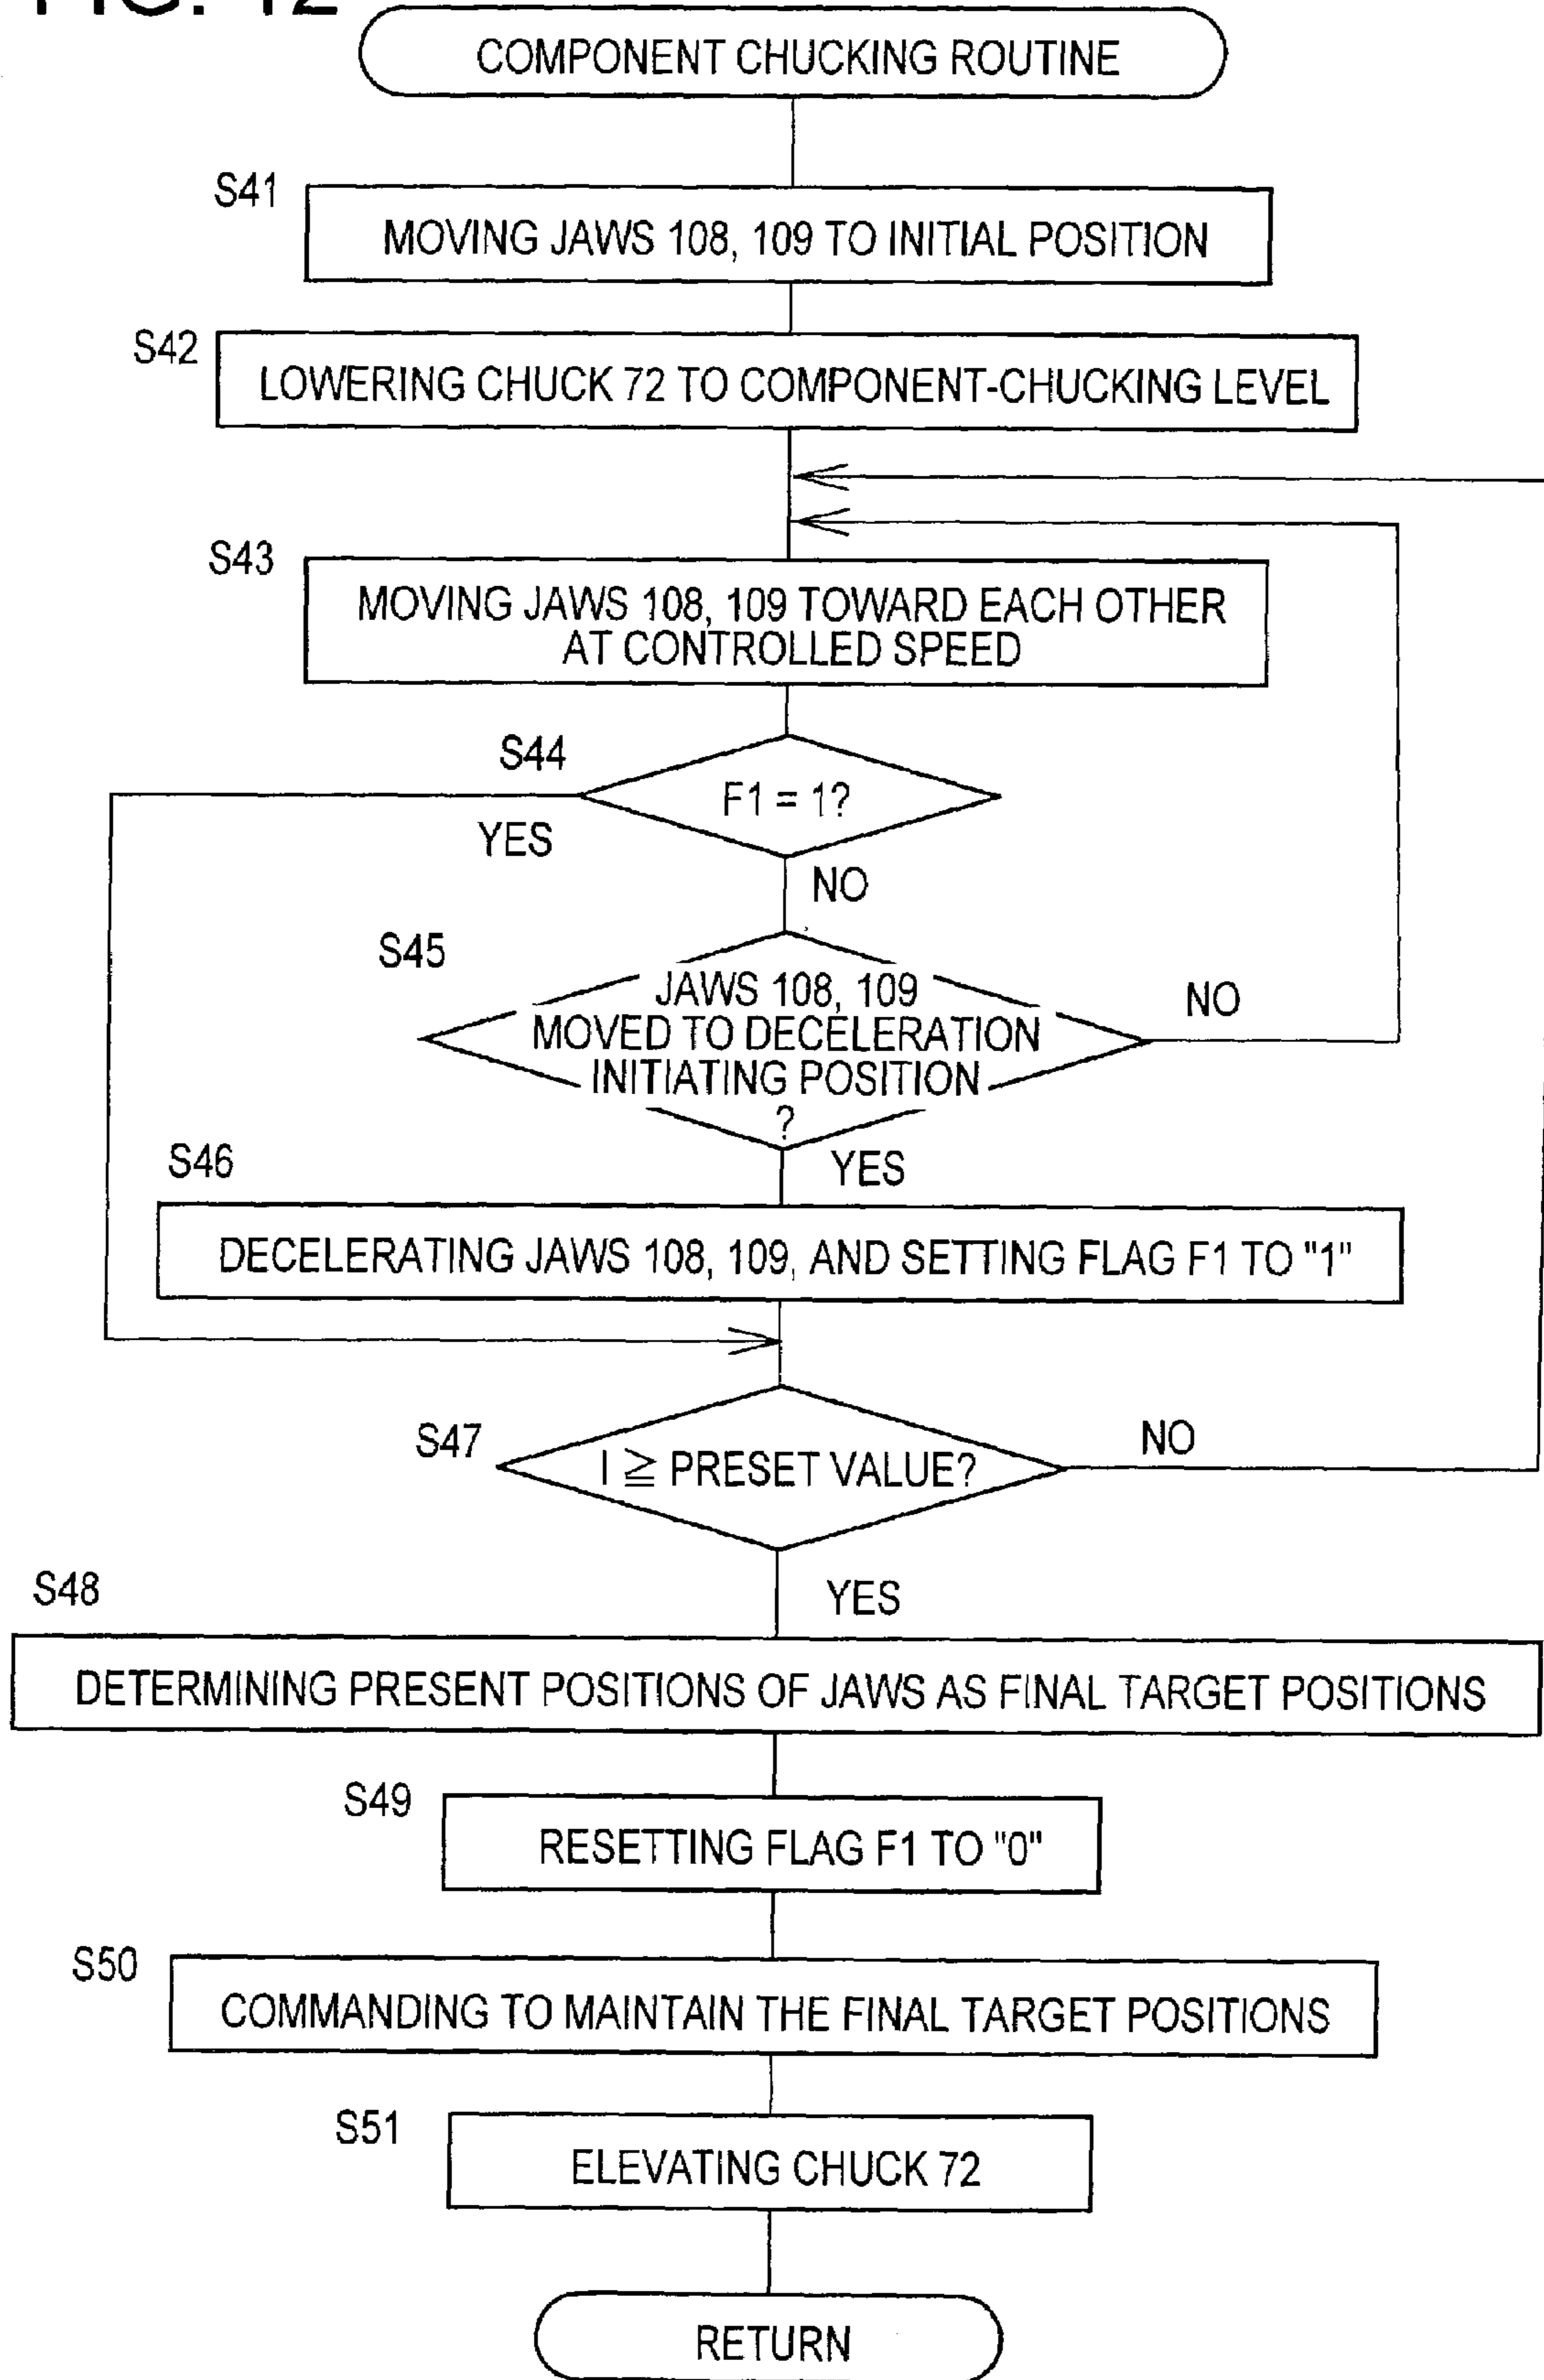 FIG. 12
COMPONENT CHUCKING ROUTINE
S41
MOVING JAWS 108, 109 TO INITIAL POSITION
S42
LOWERING CHUCK 72 TO COMPONENT-CHUCKING LEVEL
S43
MOVING JAWS 108, 109 TOWARD EACH OTHER
AT CONTROLLED SPEED
S44
F1 = 1?
YES
NO
S45
JAWS 108, 109
MOVED TO DECELERATION
INITIATING POSITION
?
NO
YES
S46
DECELERATING JAWS 108, 109, AND SETTING FLAG F1 TO "1"
S47
I ≧ PRESET VALUE?
NO
YES
S48
DETERMINING PRESENT POSITIONS OF JAWS AS FINAL TARGET POSITIONS
S49
RESETTING FLAG F1 TO "0"
S50
COMMANDING TO MAINTAIN THE FINAL TARGET POSITIONS
S51
ELEVATING CHUCK 72
RETURN